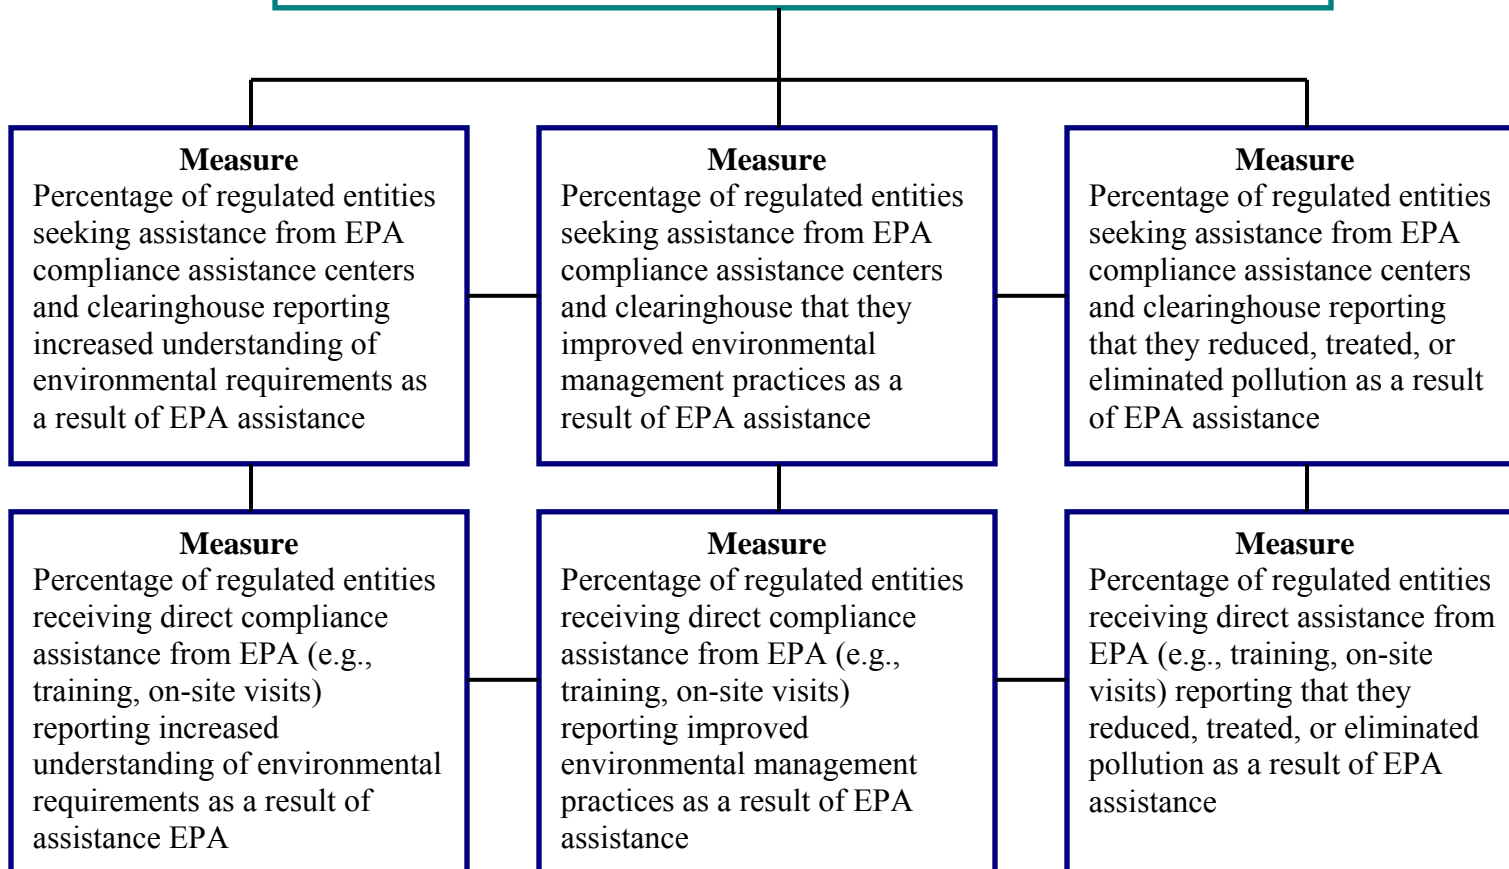 Measure
Percentage of regulated entities
seeking assistance from EPA
compliance assistance centers
and clearinghouse reporting
increased understanding of
environmental requirements as
a result of EPA assistance
Measure
Percentage of regulated entities
seeking assistance from EPA
compliance assistance centers
and clearinghouse that they
improved environmental
management practices as a
result of EPA assistance
Measure
Percentage of regulated entities
seeking assistance from EPA
compliance assistance centers
and clearinghouse reporting
that they reduced, treated, or
eliminated pollution as a result
of EPA assistance
Measure
Percentage of regulated entities
receiving direct compliance
assistance from EPA (e.g.,
training, on-site visits)
reporting increased
understanding of environmental
requirements as a result of
assistance EPA
Measure
Percentage of regulated entities
receiving direct compliance
assistance from EPA (e.g.,
training, on-site visits)
reporting improved
environmental management
practices as a result of EPA
assistance
Measure
Percentage of regulated entities
receiving direct assistance from
EPA (e.g., training, on-site
visits) reporting that they
reduced, treated, or eliminated
pollution as a result of EPA
assistance